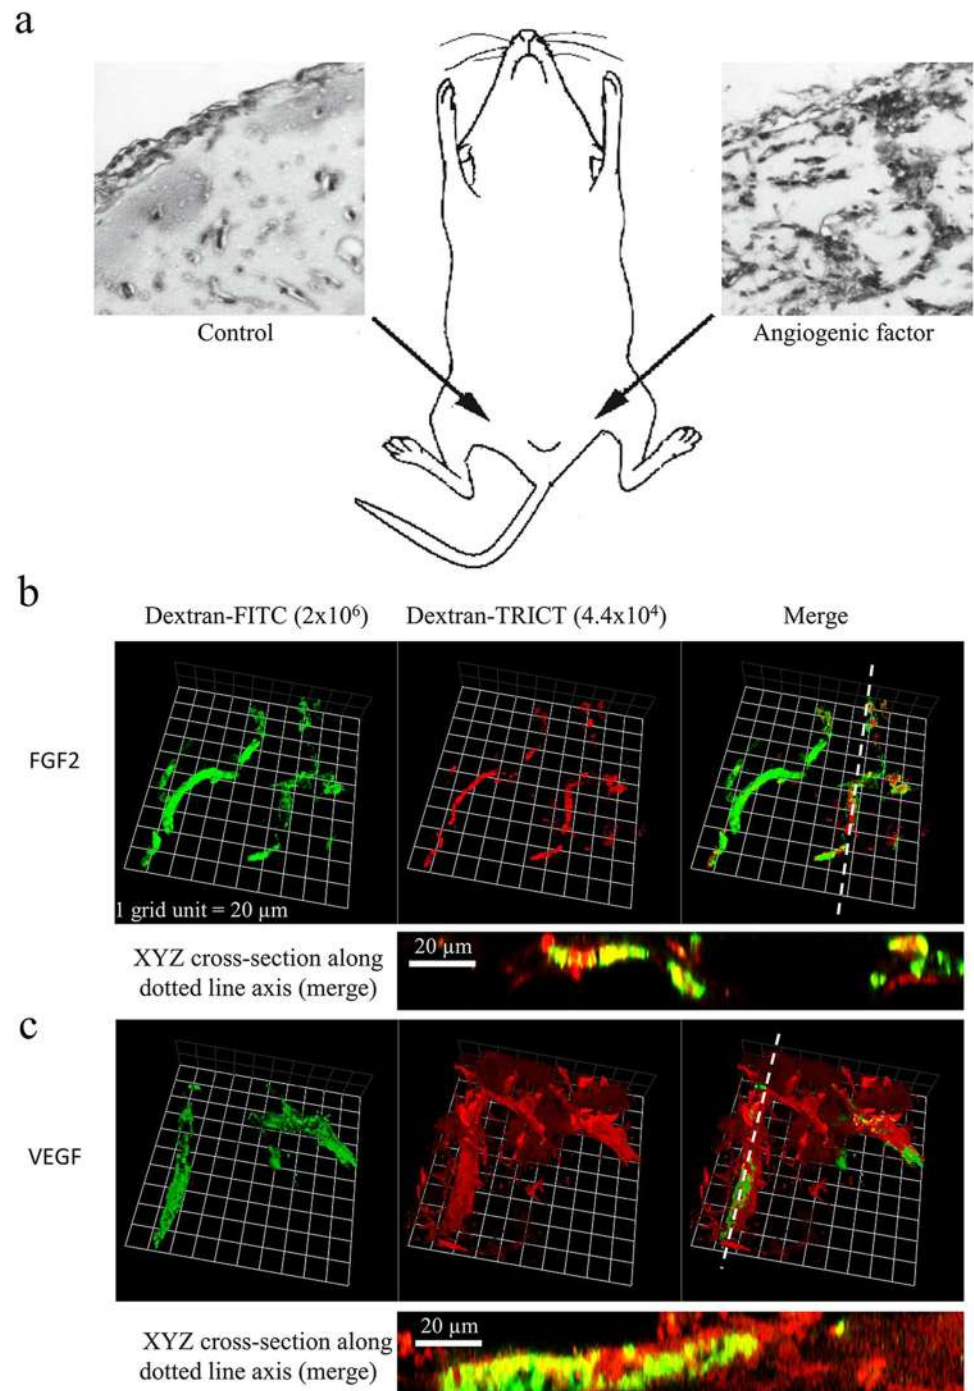 a
Control
Angiogenic factor
b
Dextran-FITC (2x10⁶)
Dextran-TRICT (4.4x10⁴)
Merge
FGF2
1 grid unit = 20 µm
XYZ cross-section along
dotted line axis (merge)
20 µm
c
VEGF
XYZ cross-section along
dotted line axis (merge)
20 µm